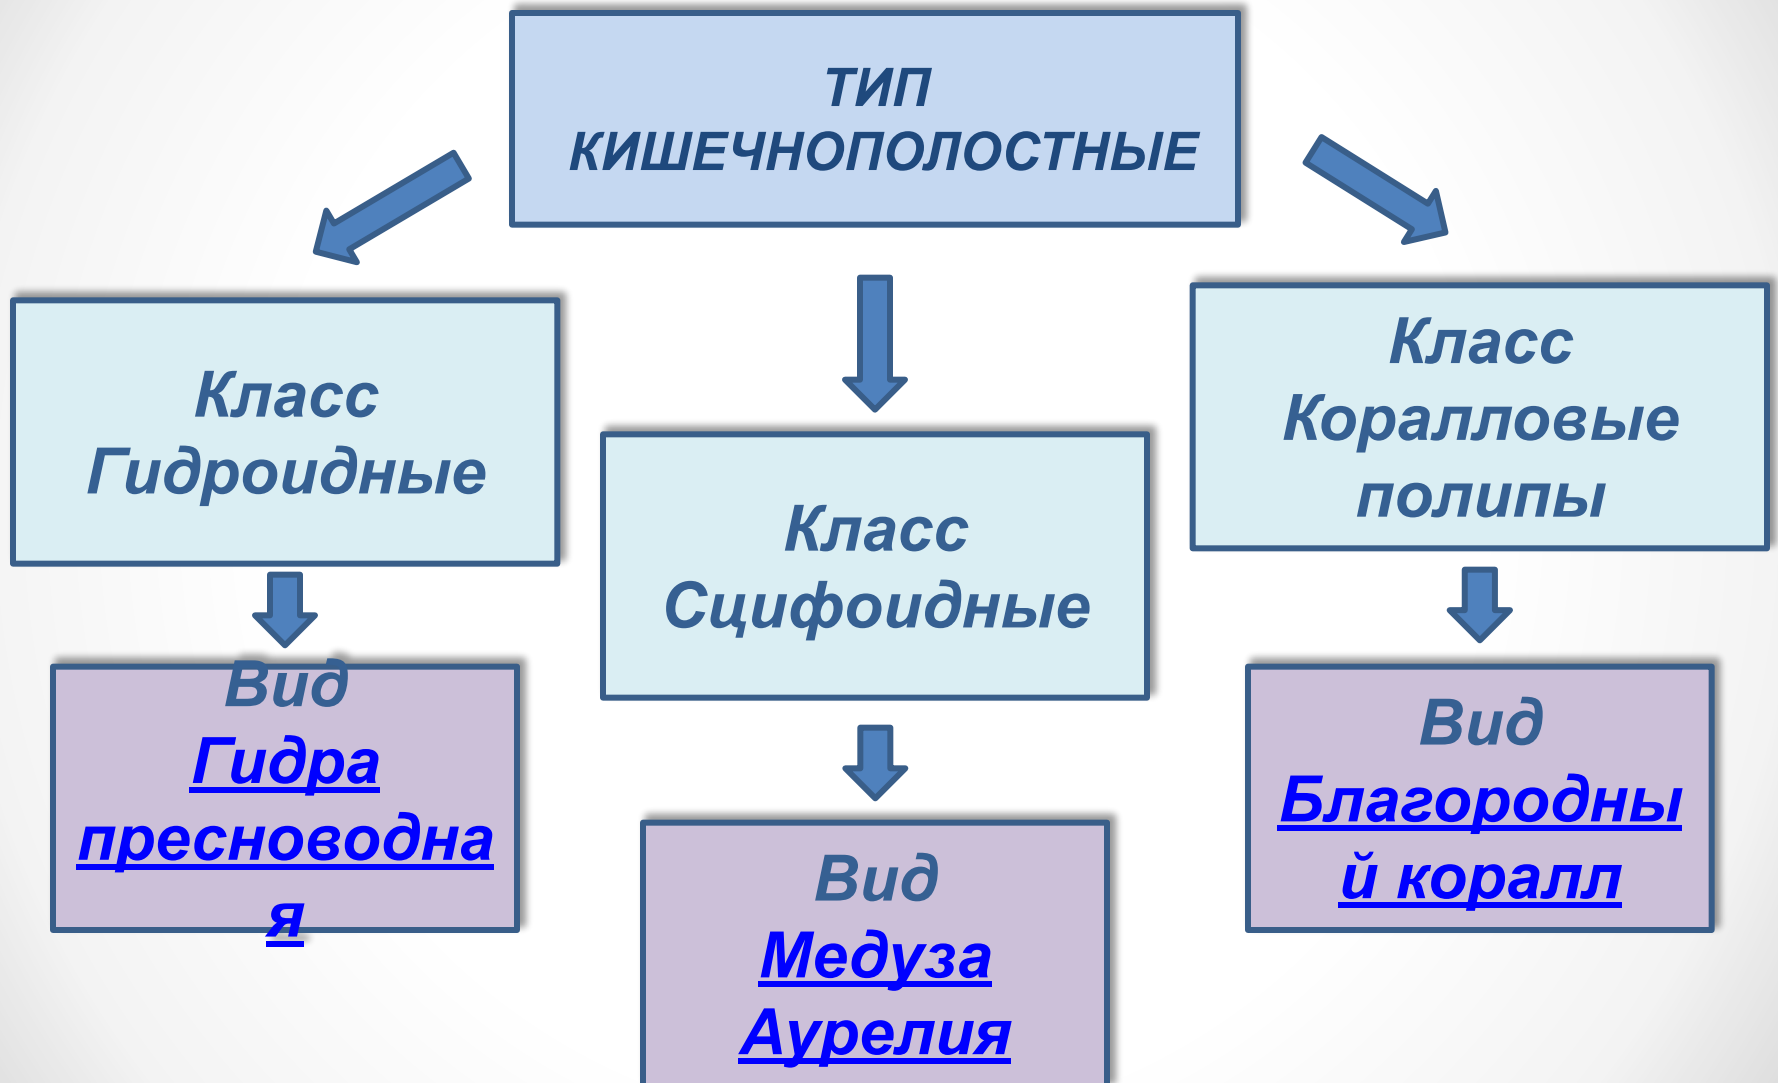 ТИП
КИШЕЧНОПОЛОСТНЫЕ
Класс
Гидроидные
Класс
Сцифоидные
Класс
Коралловые
полипы
Вид
Гидра
пресноводна
я
Вид
Медуза
Аурелия
Вид
Благородны
й коралл